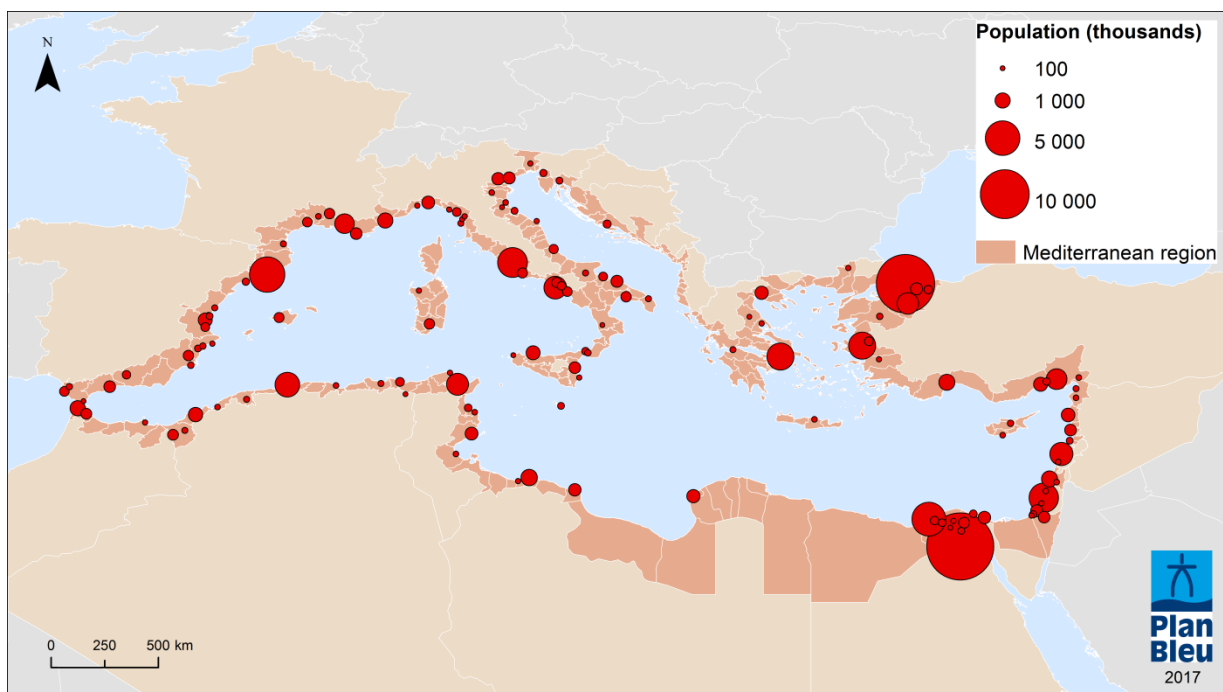 N
Population (thousands)
100
1 000
5 000
10 000
Mediterranean region
0 250 500 km
Plan
Bleu
2017